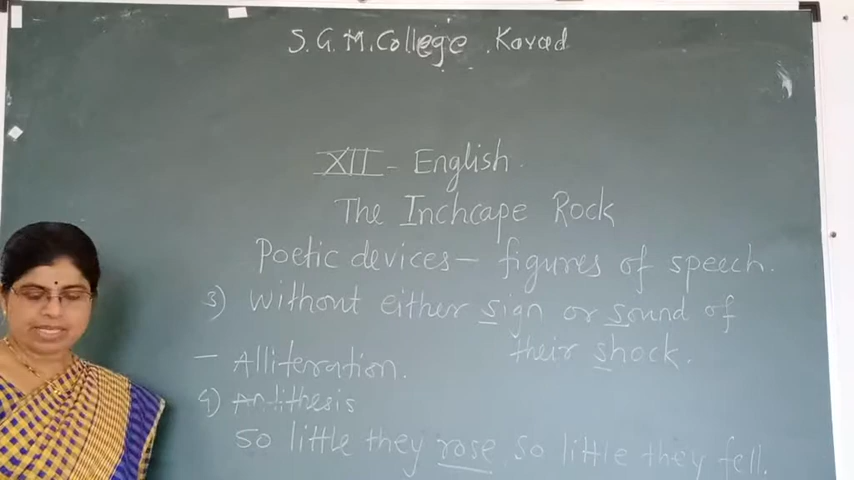 S.G.M. College . Karad
XII - English.
The Inchcape Rock
Poetic devices - figures of speech.
3) without either sign or sound of
their shock.
- Alliteration.
4) Antithesis
so little they rose so little they fell.